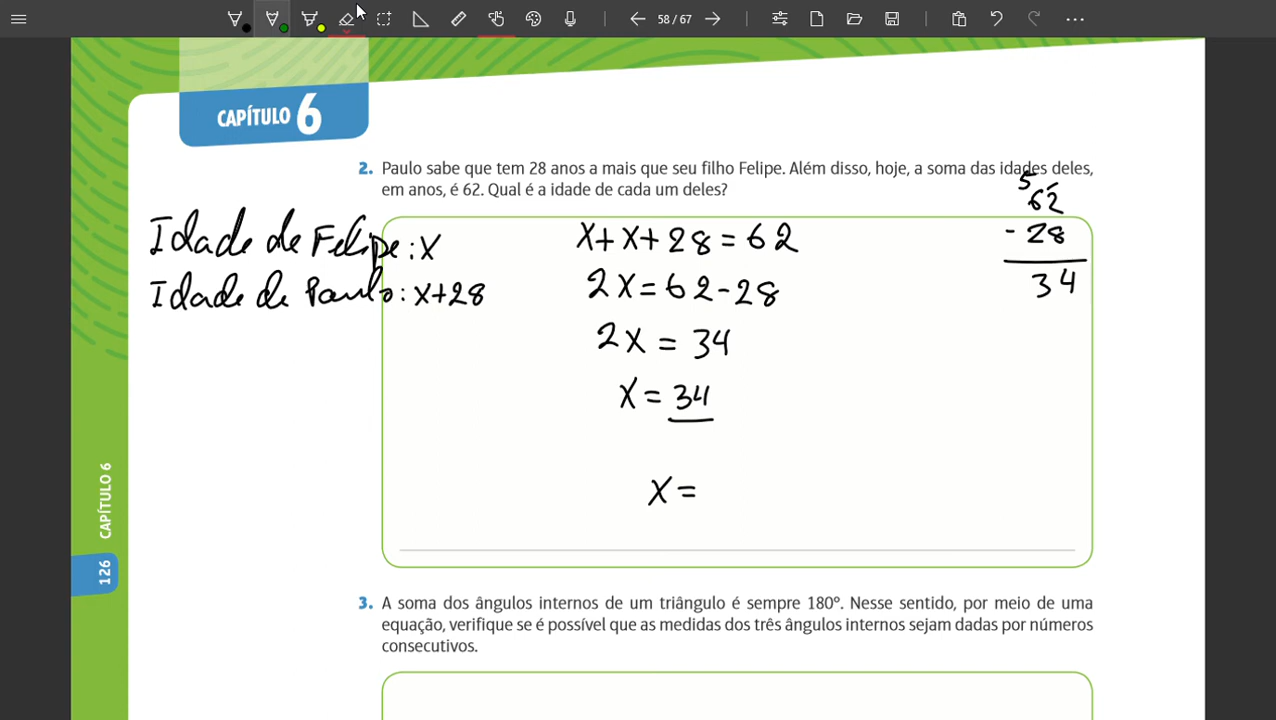 58 / 67
CAPÍTULO 6
2. Paulo sabe que tem 28 anos a mais que seu filho Felipe. Além disso, hoje, a soma das idades deles,
em anos, é 62. Qual é a idade de cada um deles?
Idade de Felipe: X
Idade de Paulo: X+28
X+X+28=62
2X=62-28
2X = 34
X = 34
X =
5
62
- 28
34
CAPÍTULO 6
126
3. A soma dos ângulos internos de um triângulo é sempre 180º. Nesse sentido, por meio de uma
equação, verifique se é possível que as medidas dos três ângulos internos sejam dadas por números
consecutivos.